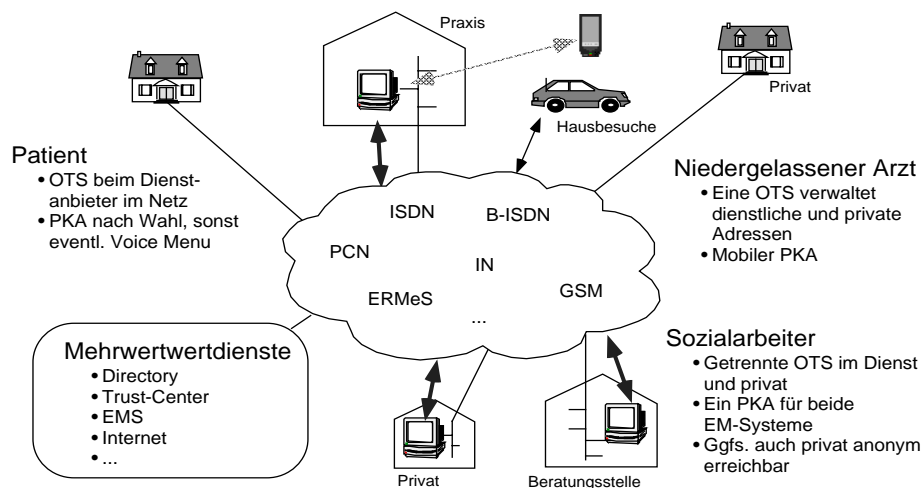 Praxis
Privat
Hausbesuche
Patient
• OTS beim Dienst-
anbieter im Netz
• PKA nach Wahl, sonst
eventl. Voice Menu
Niedergelassener Arzt
• Eine OTS verwaltet
dienstliche und private
Adressen
• Mobiler PKA
ISDN
B-ISDN
PCN
IN
ERMeS
GSM
...
Mehrwertwertdienste
• Directory
• Trust-Center
• EMS
• Internet
• ...
Sozialarbeiter
• Getrennte OTS im Dienst
und privat
• Ein PKA für beide
EM-Systeme
• Ggfs. auch privat anonym
erreichbar
Privat
Beratungsstelle